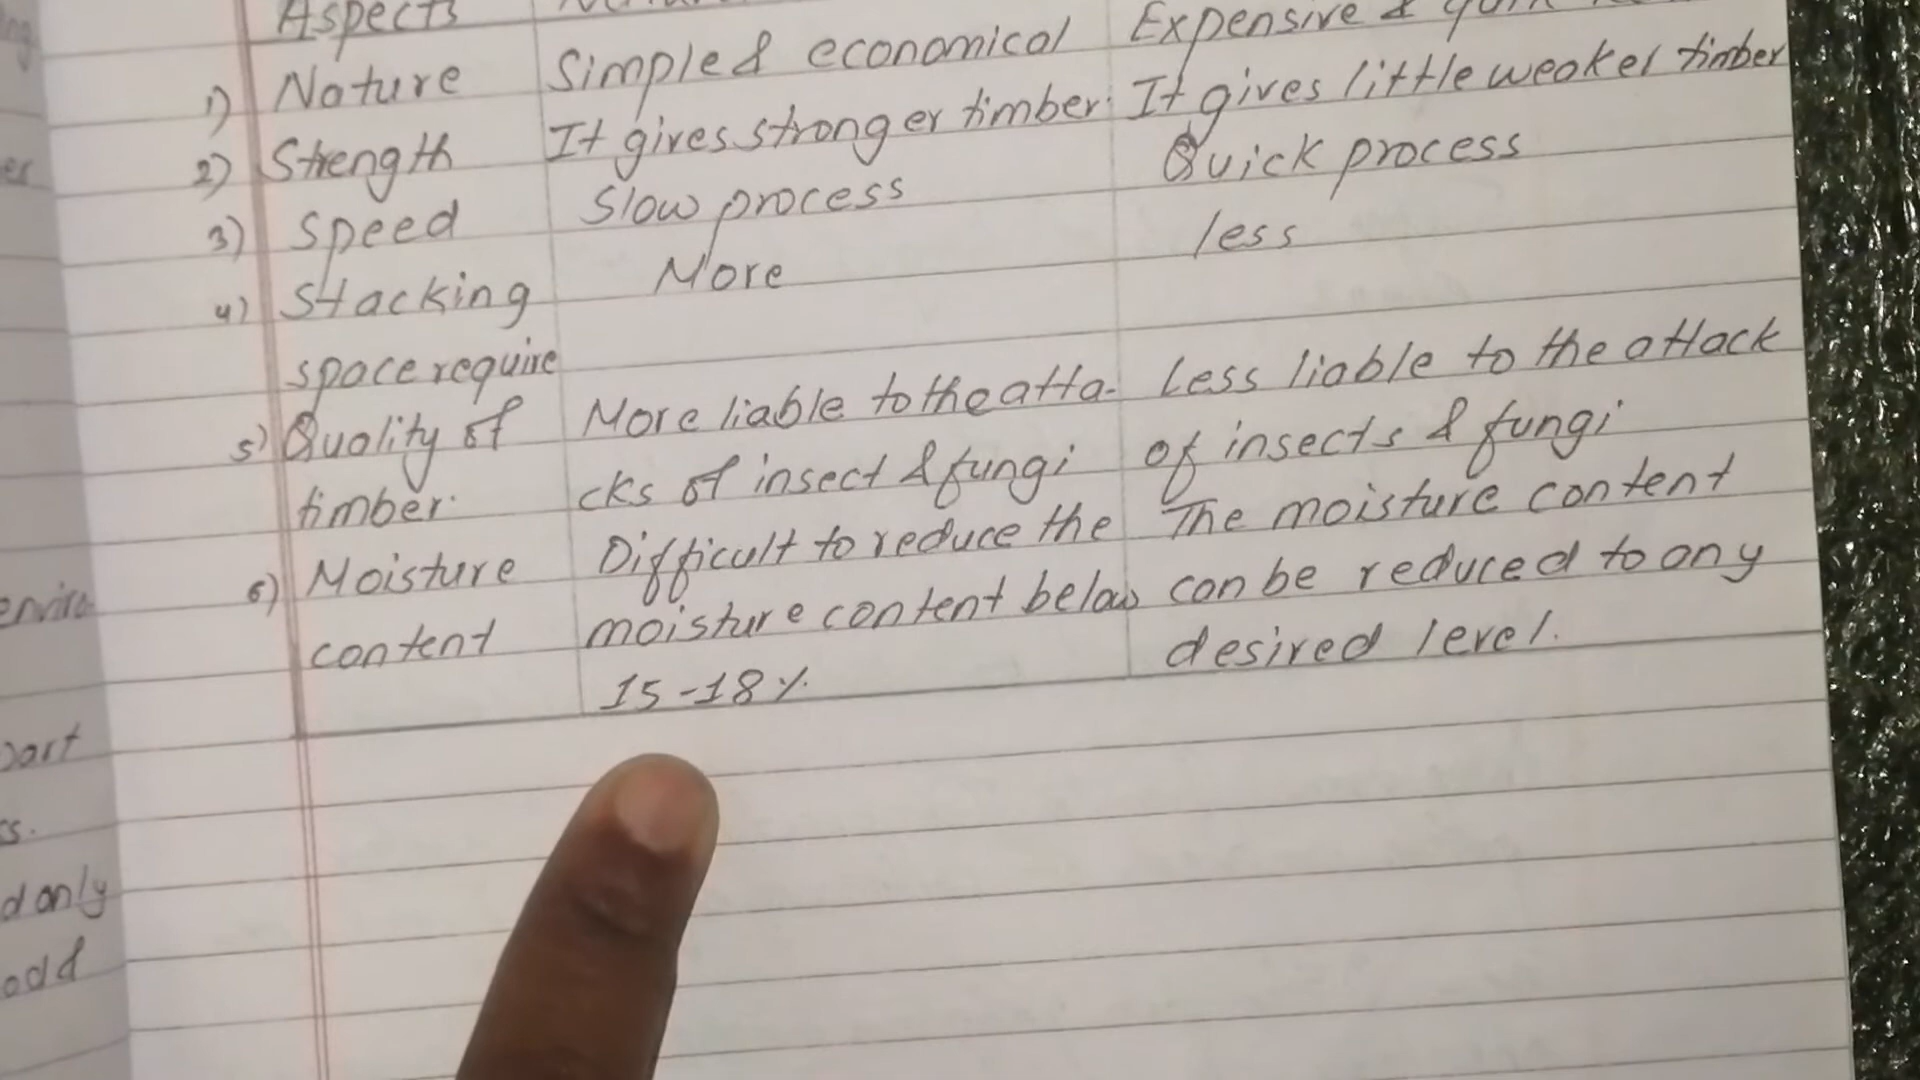 Aspects
1) Nature Simple & economical Expensive &
2) Strength It gives stronger timber. It gives little weaker timber
3) Speed Slow process Quick process
4) Stacking More less
space require
5) Quality of More liable to the atta- Less liable to the attack
timber. cks of insect & fungi of insects & fungi
6) Moisture Difficult to reduce the The moisture content
content moisture content below can be reduced to any
15-18% desired level.
part
s.
d only
odd